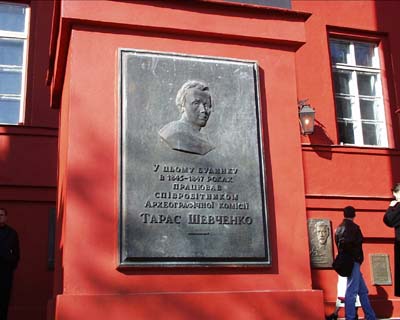 У ЦЬОМУ БУДИНКУ
В 1845-1847 РОКАХ
ПРАЦЮВАВ
СПІВРОБІТНИКОМ
АРХЕОГРАФІЧНОЇ КОМІСІЇ
ТАРАС ШЕВЧЕНКО